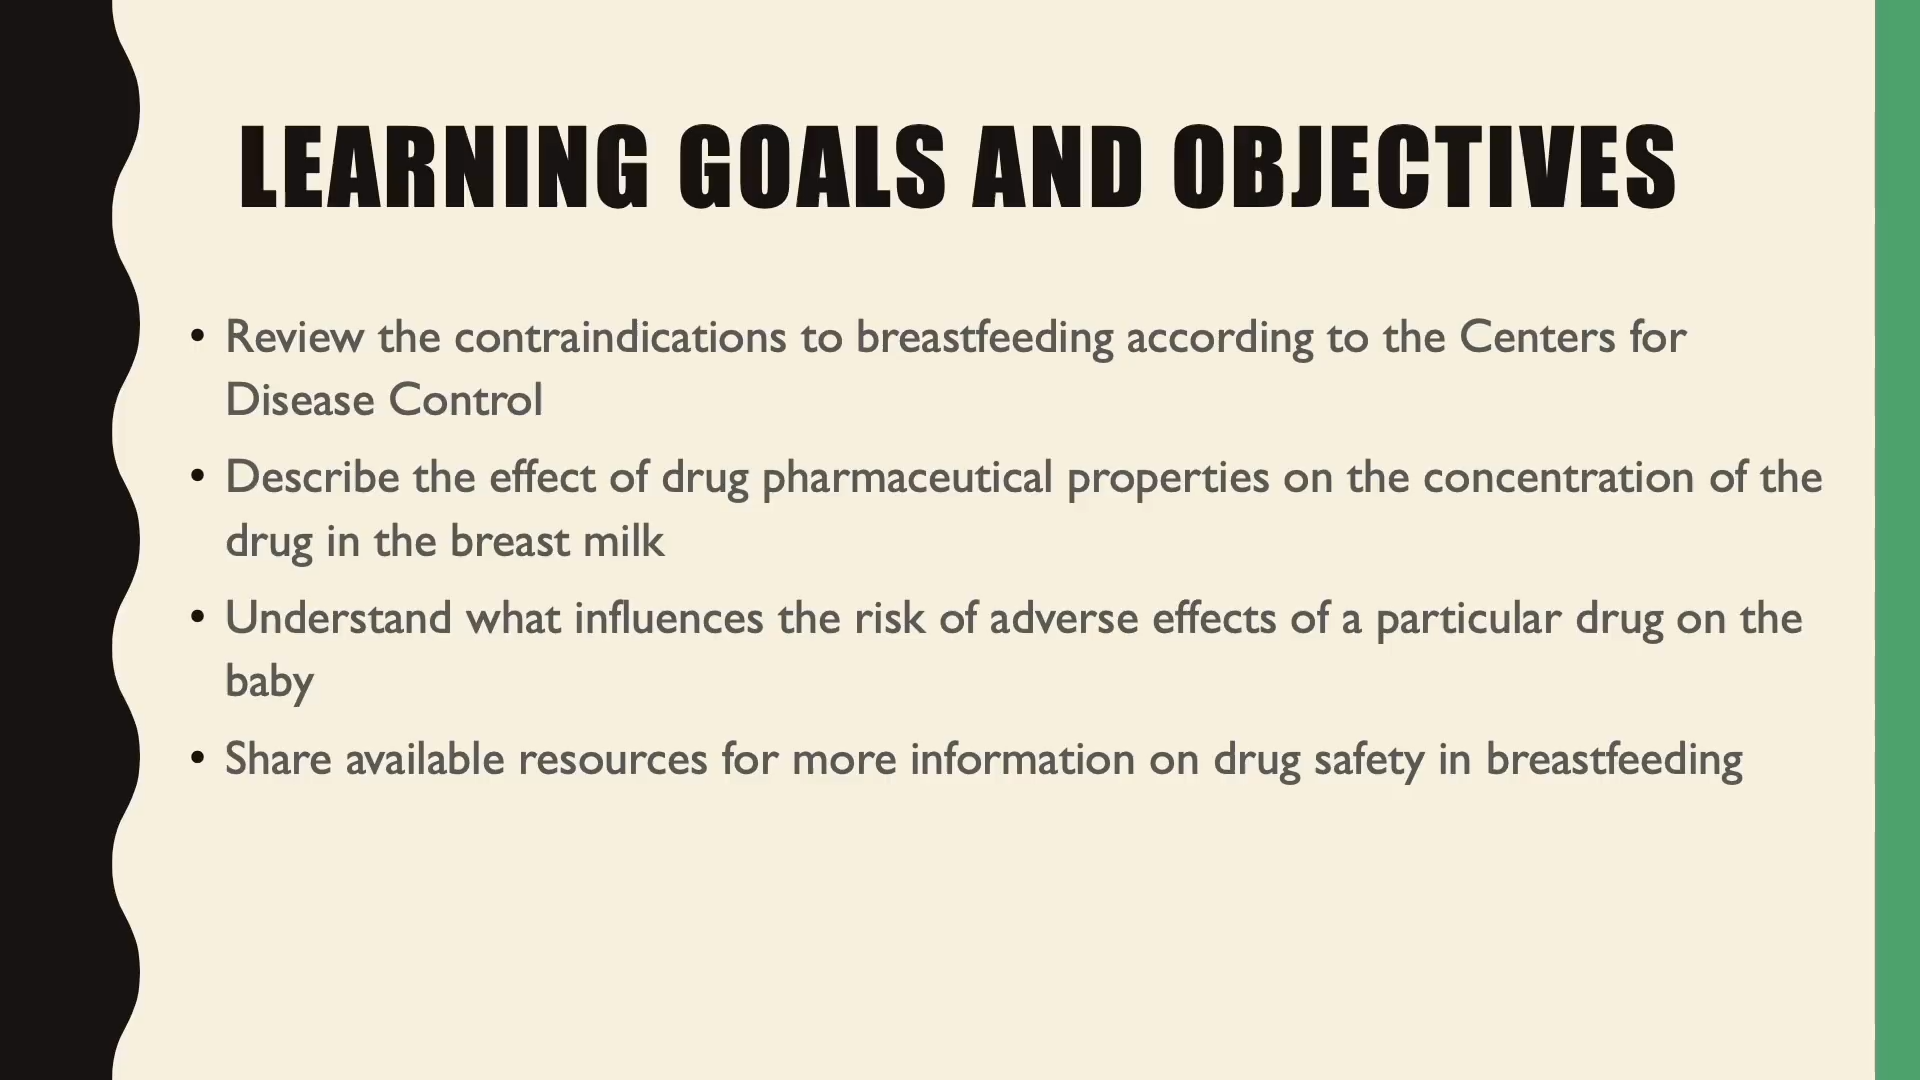 LEARNING GOALS AND OBJECTIVES
• Review the contraindications to breastfeeding according to the Centers for
Disease Control
• Describe the effect of drug pharmaceutical properties on the concentration of the
drug in the breast milk
• Understand what influences the risk of adverse effects of a particular drug on the
baby
• Share available resources for more information on drug safety in breastfeeding